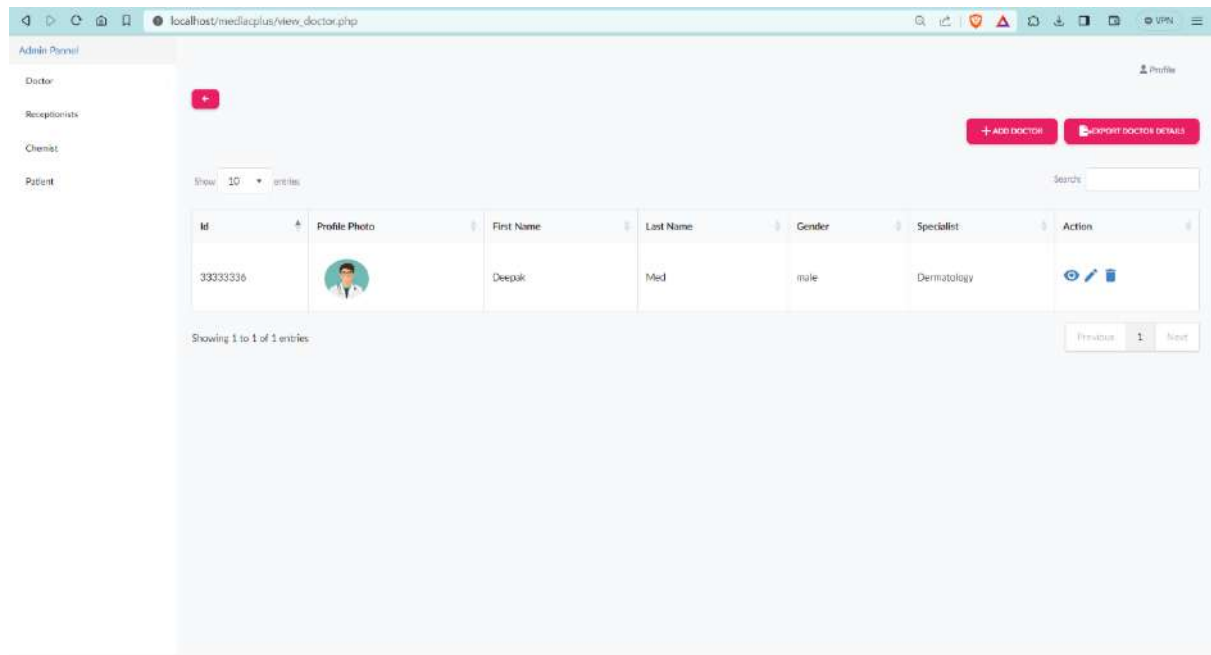 localhost/mediacplus/view_doctor.php VPN
Admin Pannel
Profile
Doctor
Receptionists
Chemist
Patient
ADD DOCTOR EXPORT DOCTOR DETAILS
Show 10 entries Search:
Id Profile Photo First Name Last Name Gender Specialist Action
33333336 Deepak Med male Dermatology
Showing 1 to 1 of 1 entries Previous 1 Next